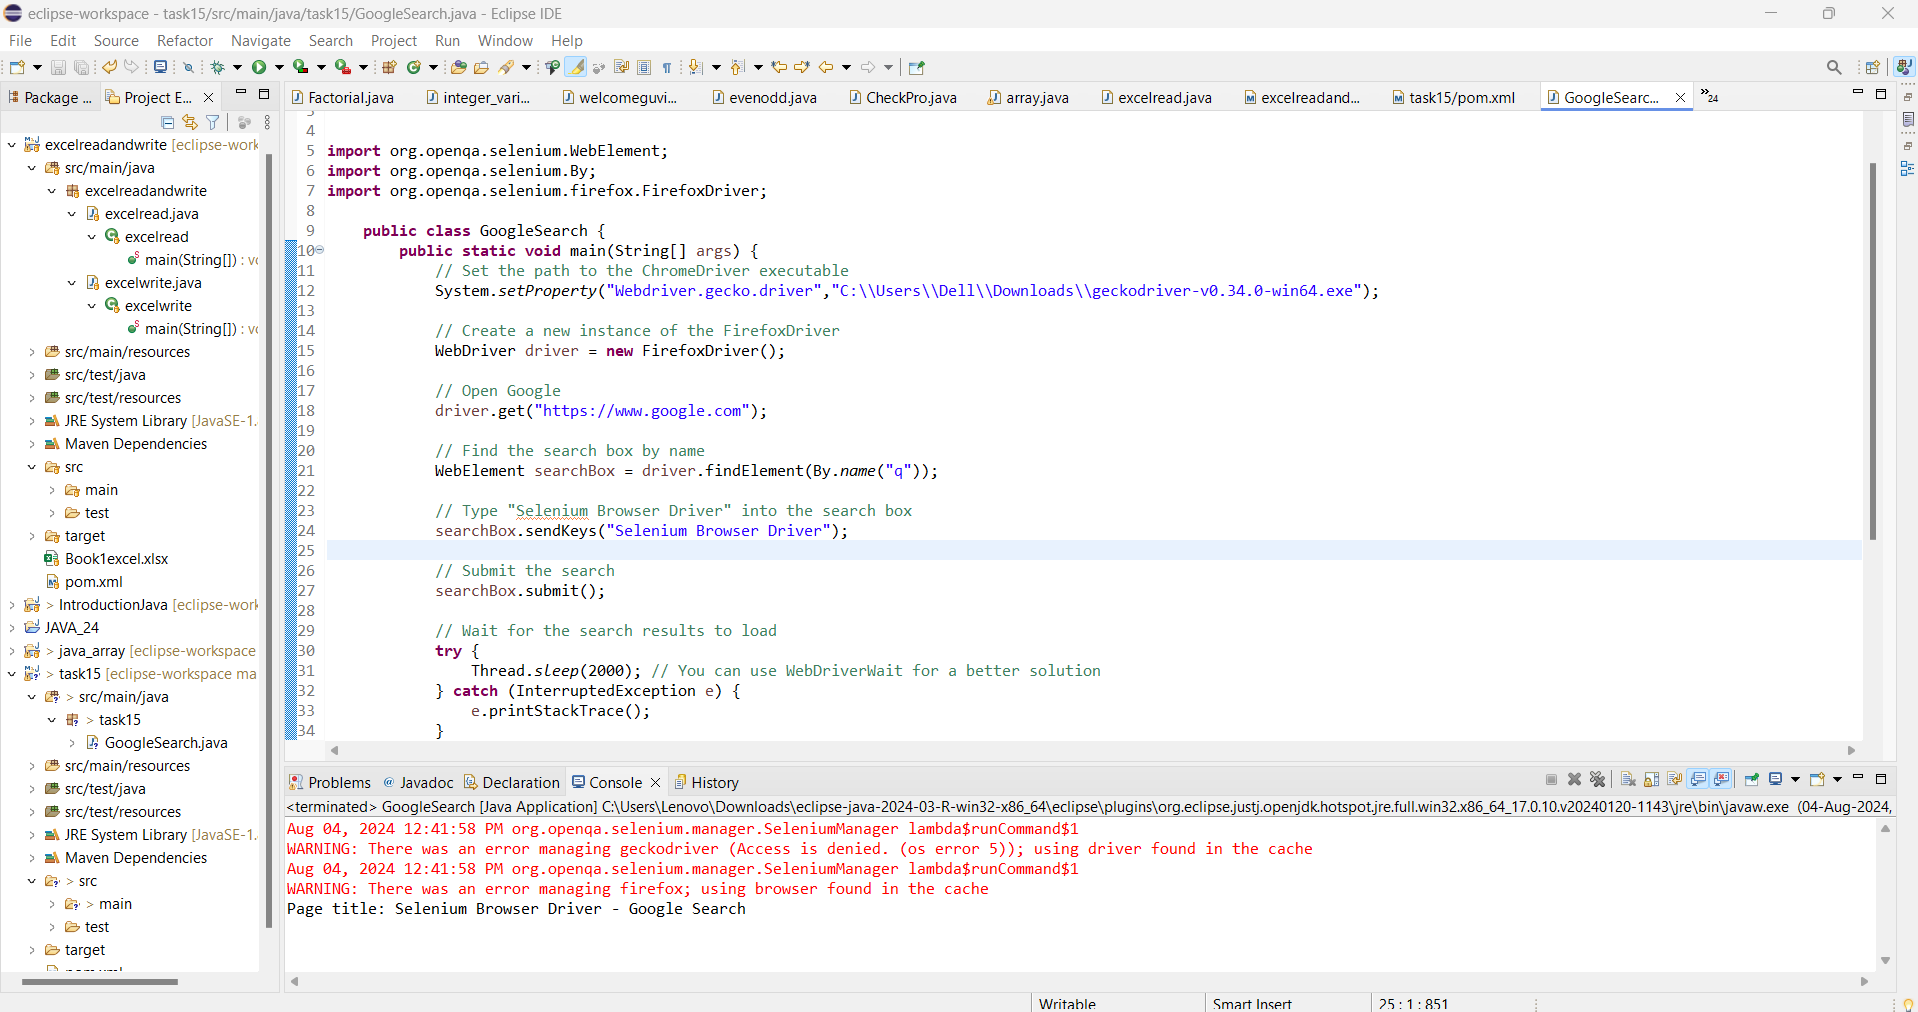 eclipse-workspace - task15/src/main/java/task15/GoogleSearch.java - Eclipse IDE
File Edit Source Refactor Navigate Search Project Run Window Help
Package ... Project E...
Factorial.java integer_vari... welcomeguvi... evenodd.java CheckPro.java array.java excelread.java excelreadand... task15/pom.xml GoogleSearc... 24
excelreadandwrite [eclipse-work
src/main/java
excelreadandwrite
excelread.java
excelread
main(String[]) : vo
excelwrite.java
excelwrite
main(String[]) : vo
src/main/resources
src/test/java
src/test/resources
JRE System Library [JavaSE-1.
Maven Dependencies
src
main
test
target
Book1excel.xlsx
pom.xml
> IntroductionJava [eclipse-work
JAVA_24
> java_array [eclipse-workspace
> task15 [eclipse-workspace ma
> src/main/java
> task15
GoogleSearch.java
src/main/resources
src/test/java
src/test/resources
JRE System Library [JavaSE-1.
Maven Dependencies
> src
> main
test
target
pom.xml
4
5 import org.openqa.selenium.WebElement;
6 import org.openqa.selenium.By;
7 import org.openqa.selenium.firefox.FirefoxDriver;
8
9 public class GoogleSearch {
10 public static void main(String[] args) {
11 // Set the path to the ChromeDriver executable
12 System.setProperty("Webdriver.gecko.driver","C:\\Users\\Dell\\Downloads\\geckodriver-v0.34.0-win64.exe");
13
14 // Create a new instance of the FirefoxDriver
15 WebDriver driver = new FirefoxDriver();
16
17 // Open Google
18 driver.get("https://www.google.com");
19
20 // Find the search box by name
21 WebElement searchBox = driver.findElement(By.name("q"));
22
23 // Type "Selenium Browser Driver" into the search box
24 searchBox.sendKeys("Selenium Browser Driver");
25
26 // Submit the search
27 searchBox.submit();
28
29 // Wait for the search results to load
30 try {
31 Thread.sleep(2000); // You can use WebDriverWait for a better solution
32 } catch (InterruptedException e) {
33 e.printStackTrace();
34 }
Problems Javadoc Declaration Console History
<terminated> GoogleSearch [Java Application] C:\Users\Lenovo\Downloads\eclipse-java-2024-03-R-win32-x86_64\eclipse\plugins\org.eclipse.justj.openjdk.hotspot.jre.full.win32.x86_64_17.0.10.v20240120-1143\jre\bin\javaw.exe (04-Aug-2024,
Aug 04, 2024 12:41:58 PM org.openqa.selenium.manager.SeleniumManager lambda$runCommand$1
WARNING: There was an error managing geckodriver (Access is denied. (os error 5)); using driver found in the cache
Aug 04, 2024 12:41:58 PM org.openqa.selenium.manager.SeleniumManager lambda$runCommand$1
WARNING: There was an error managing firefox; using browser found in the cache
Page title: Selenium Browser Driver - Google Search
Writable Smart Insert 25 : 1 : 851